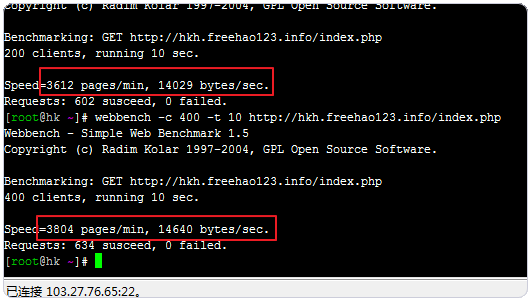 Copyright (c) Radim Kolar 1997-2004, GPL Open Source Software.
Benchmarking: GET http://hkh.freehao123.info/index.php
200 clients, running 10 sec.
Speed=3612 pages/min, 14029 bytes/sec.
Requests: 602 susceed, 0 failed.
[root@hk ~]# webbench -c 400 -t 10 http://hkh.freehao123.info/index.php
Webbench - Simple Web Benchmark 1.5
Copyright (c) Radim Kolar 1997-2004, GPL Open Source Software.
Benchmarking: GET http://hkh.freehao123.info/index.php
400 clients, running 10 sec.
Speed=3804 pages/min, 14640 bytes/sec.
Requests: 634 susceed, 0 failed.
[root@hk ~]#
已连接 103.27.76.65:22。